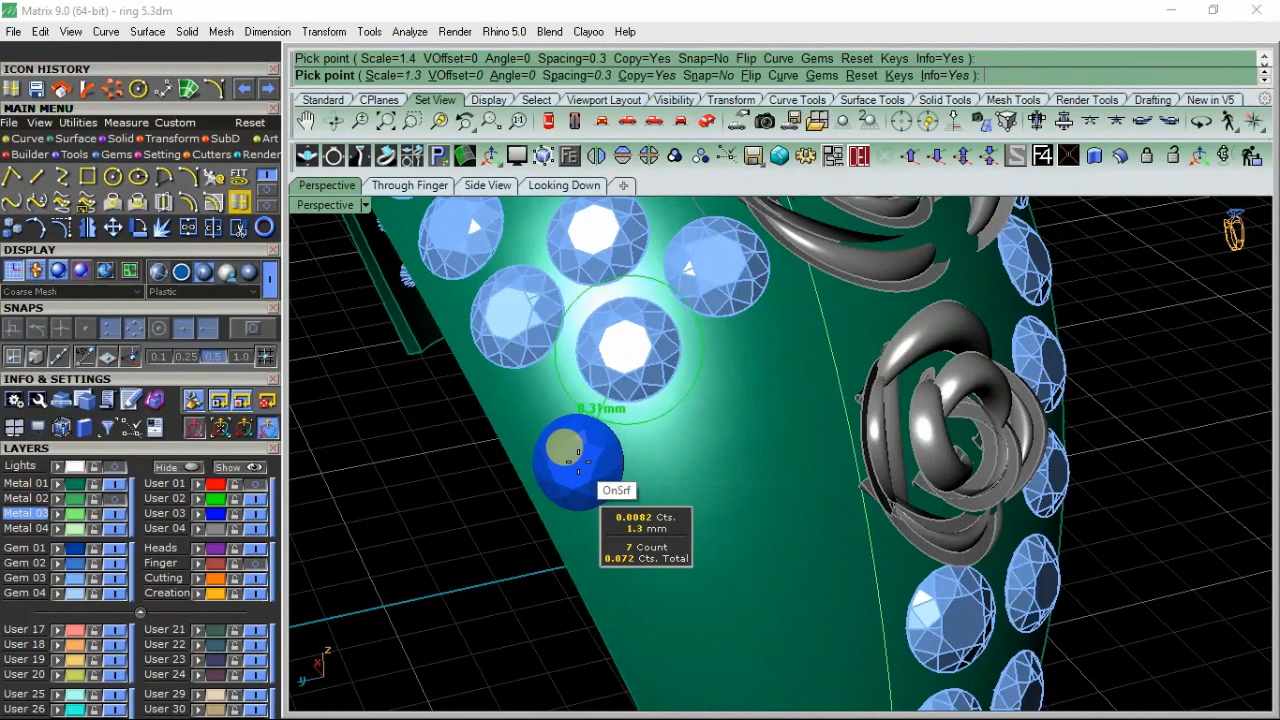 Matrix 9.0 (64-bit) - ring 5.3dm
File Edit View Curve Surface Solid Mesh Dimension Transform Tools Analyze Render Rhino 5.0 Blend Clayoo Help
ICON HISTORY
MAIN MENU
File View Utilities Measure Custom Reset
Curve Surface Solid Transform SubD Art
Builder Tools Gems Setting Cutters Render
FIT
DISPLAY
Coarse Mesh Plastic
SNAPS
0.1 0.25 0.5 1.0
INFO & SETTINGS
LAYERS
Lights Hide Show
Metal 01 User 01
Metal 02 User 02
Metal 03 User 03
Metal 04 User 04
Gem 01 Heads
Gem 02 Finger
Gem 03 Cutting
Gem 04 Creation
User 17 User 21
User 18 User 22
User 19 User 23
User 20 User 24
User 25 User 29
User 26 User 30
Pick point ( Scale=1.4 VOffset=0 Angle=0 Spacing=0.3 Copy=Yes Snap=No Flip Curve Gems Reset Keys Info=Yes ):
Pick point ( Scale=1.3 VOffset=0 Angle=0 Spacing=0.3 Copy=Yes Snap=No Flip Curve Gems Reset Keys Info=Yes ):
Standard CPlanes Set View Display Select Viewport Layout Visibility Transform Curve Tools Surface Tools Solid Tools Mesh Tools Render Tools Drafting New in V5
F4
Perspective Through Finger Side View Looking Down
Perspective
0.31mm
OnSrf
0.0082 Cts.
1.3 mm
7 Count
0.072 Cts. Total
z
x
y